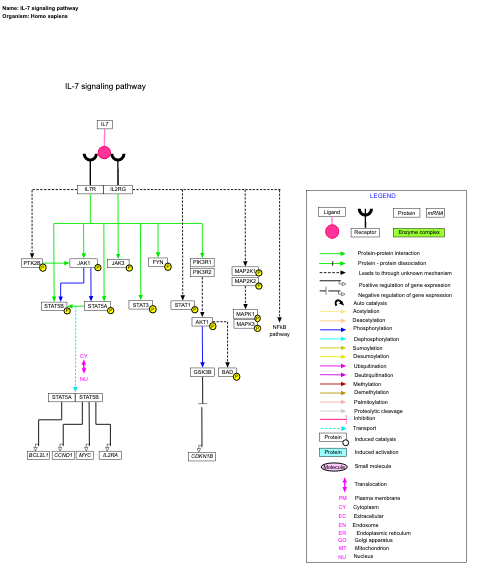 Name: IL-7 signaling pathway
Organism: Homo sapiens
IL-7 signaling pathway
IL7
IL7R IL2RG
PTK2B JAK1 JAK3 FYN PIK3R1
PIK3R2
MAP2K1
MAP2K2
STAT5B STAT5A STAT3 STAT1
MAPK1
MAPK3
AKT1
NFkB
pathway
CY
NU
GSK3B BAD
STAT5A STAT5B
BCL2L1 CCND1 MYC IL2RA CDKN1B
P P P P P P P P P P P P P P
LEGEND
Ligand
Receptor
Protein mRNA
Enzyme complex
Protein-protein interaction
Protein - protein dissociation
Leads to through unknown mechanism
Positive regulation of gene expression
Negative regulation of gene expression
Auto catalysis
Acetylation
Deacetylation
Phosphorylation
Dephosphorylation
Sumoylation
Desumoylation
Ubiquitination
Deubiquitination
Methylation
Demethylation
Palmitoylation
Proteolytic cleavage
Inhibition
Transport
Protein Induced catalysis
Protein Induced activation
Molecule Small molecule
Translocation
PM Plasma membrane
CY Cytoplasm
EC Extracellular
EN Endosome
ER Endoplasmic reticulum
GO Golgi apparatus
MT Mitochondrion
NU Nucleus